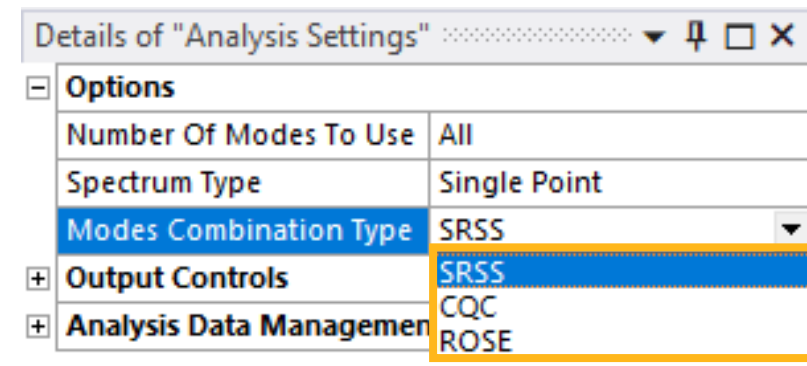 Details of "Analysis Settings"
Options
Number Of Modes To Use All
Spectrum Type Single Point
Modes Combination Type SRSS
Output Controls SRSS
CQC
Analysis Data Managemen
ROSE